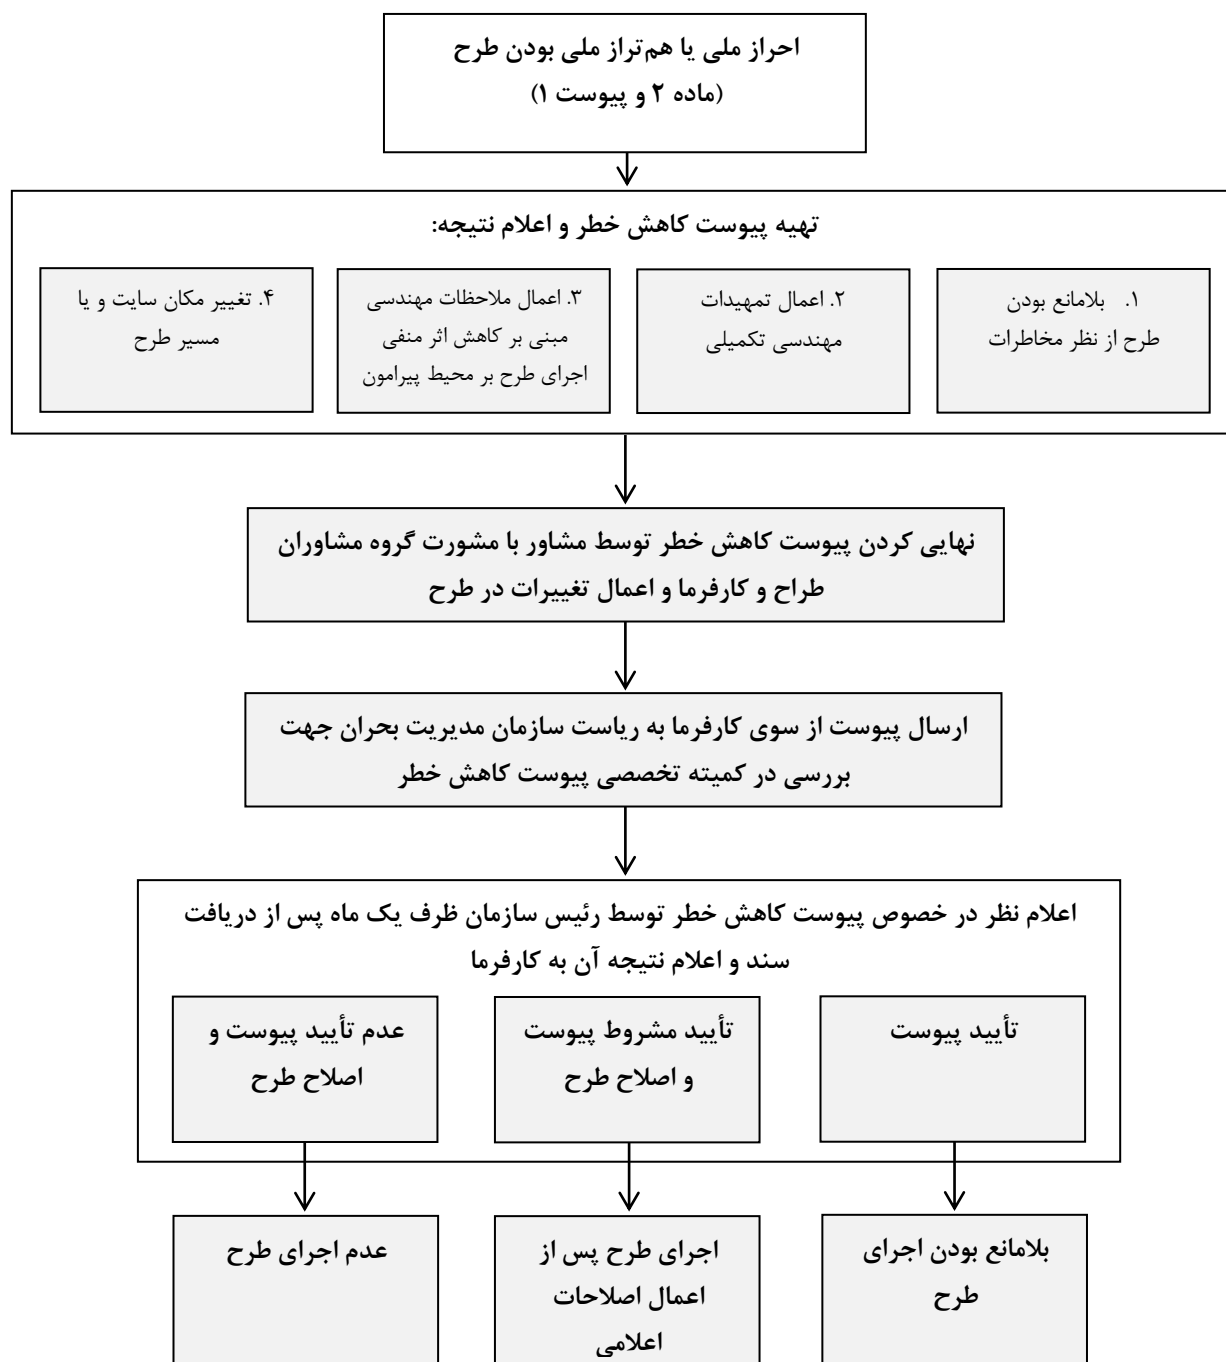 احراز ملی یا هم‌تراز ملی بودن طرح
(ماده ۲ و پیوست ۱)
تهیه پیوست کاهش خطر و اعلام نتیجه:
۱. بلامانع بودن
طرح از نظر مخاطرات
۲. اعمال تمهیدات
مهندسی تکمیلی
۳. اعمال ملاحظات مهندسی
مبنی بر کاهش اثر منفی
اجرای طرح بر محیط پیرامون
۴. تغییر مکان سایت و یا
مسیر طرح
نهایی کردن پیوست کاهش خطر توسط مشاور با مشورت گروه مشاوران
طراح و کارفرما و اعمال تغییرات در طرح
ارسال پیوست از سوی کارفرما به ریاست سازمان مدیریت بحران جهت
بررسی در کمیته تخصصی پیوست کاهش خطر
اعلام نظر در خصوص پیوست کاهش خطر توسط رئیس سازمان ظرف یک ماه پس از دریافت
سند و اعلام نتیجه آن به کارفرما
تأیید پیوست
تأیید مشروط پیوست
و اصلاح طرح
عدم تأیید پیوست و
اصلاح طرح
بلامانع بودن اجرای
طرح
اجرای طرح پس از
اعمال اصلاحات
اعلامی
عدم اجرای طرح